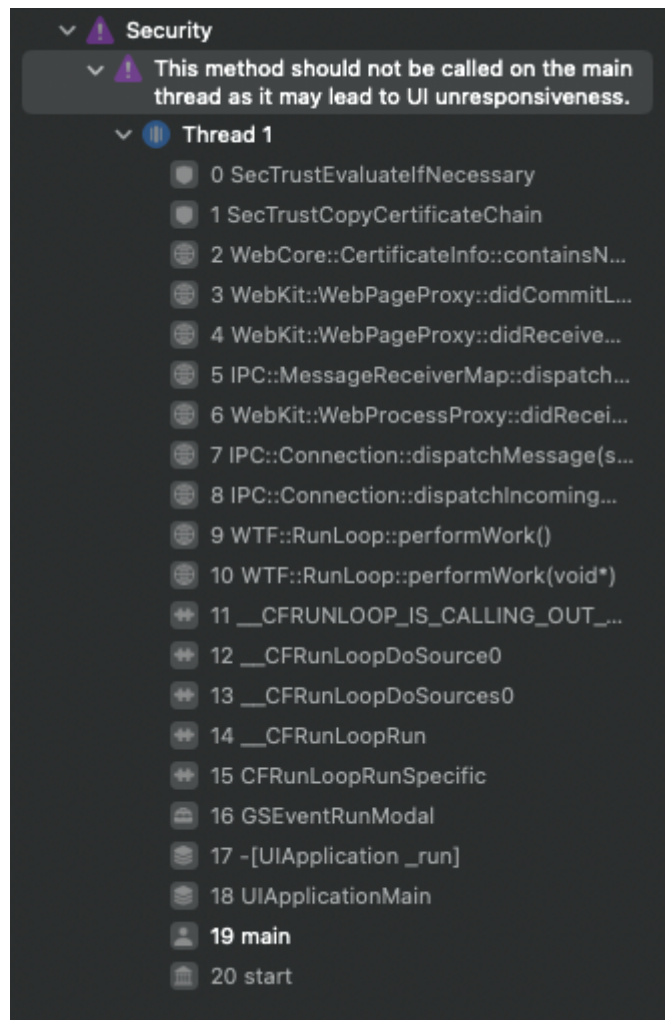 Security
This method should not be called on the main
thread as it may lead to UI unresponsiveness.
Thread 1
0 SecTrustEvaluateIfNecessary
1 SecTrustCopyCertificateChain
2 WebCore::CertificateInfo::containsN...
3 WebKit::WebPageProxy::didCommitL...
4 WebKit::WebPageProxy::didReceive...
5 IPC::MessageReceiverMap::dispatch...
6 WebKit::WebProcessProxy::didRecei...
7 IPC::Connection::dispatchMessage(s...
8 IPC::Connection::dispatchIncoming...
9 WTF::RunLoop::performWork()
10 WTF::RunLoop::performWork(void*)
11 __CFRUNLOOP_IS_CALLING_OUT_...
12 __CFRunLoopDoSource0
13 __CFRunLoopDoSources0
14 __CFRunLoopRun
15 CFRunLoopRunSpecific
16 GSEventRunModal
17 -[UIApplication _run]
18 UIApplicationMain
19 main
20 start